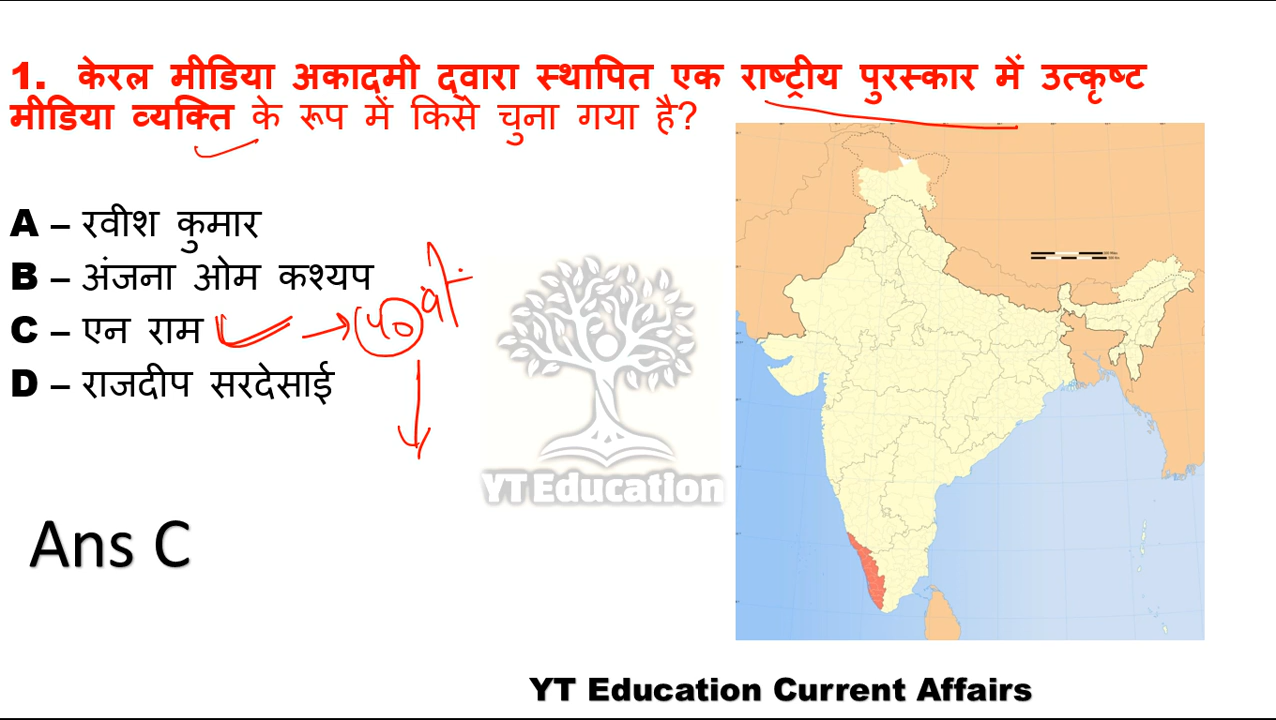 1. केरल मीडिया अकादमी द्वारा स्थापित एक राष्ट्रीय पुरस्कार में उत्कृष्ट
मीडिया व्यक्ति के रूप में किसे चुना गया है?
A – रवीश कुमार
B – अंजना ओम कश्यप
C – एन राम
D – राजदीप सरदेसाई
Ans C
YT Education
YT Education Current Affairs